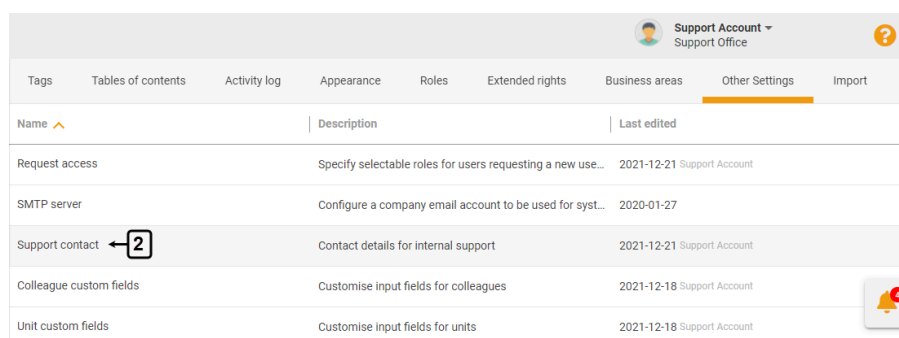 Support Account
Support Office
?
Tags Tables of contents Activity log Appearance Roles Extended rights Business areas Other Settings Import
Name Description Last edited
Request access Specify selectable roles for users requesting a new use... 2021-12-21 Support Account
SMTP server Configure a company email account to be used for syst... 2020-01-27
Support contact 2 Contact details for internal support 2021-12-21 Support Account
Colleague custom fields Customise input fields for colleagues 2021-12-18 Support Account
Unit custom fields Customise input fields for units 2021-12-18 Support Account